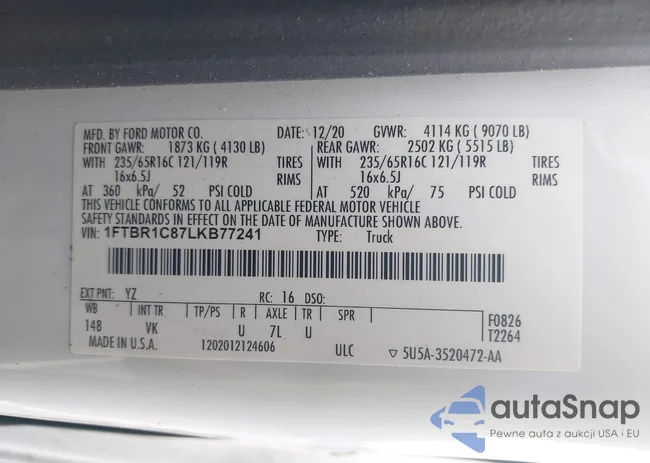 MFD. BY FORD MOTOR CO. DATE: 12/20 GVWR: 4114 KG ( 9070 LB)
FRONT GAWR: 1873 KG ( 4130 LB) REAR GAWR: 2502 KG ( 5515 LB)
WITH 235/65R16C 121/119R TIRES WITH 235/65R16C 121/119R TIRES
16x6.5J RIMS 16x6.5J RIMS
AT 360 kPa/ 52 PSI COLD AT 520 kPa/ 75 PSI COLD
THIS VEHICLE CONFORMS TO ALL APPLICABLE FEDERAL MOTOR VEHICLE
SAFETY STANDARDS IN EFFECT ON THE DATE OF MANUFACTURE SHOWN ABOVE.
VIN: 1FTBR1C87LKB77241 TYPE: Truck
EXT PNT: YZ RC: 16 DSO:
WB INT TR TP/PS R AXLE TR SPR F0826
148 VK U 7L U T2264
MADE IN U.S.A. 1202012124606 ULC ▽ 5U5A-3520472-AA
autaSnap
Pewne auta z aukcji USA i EU